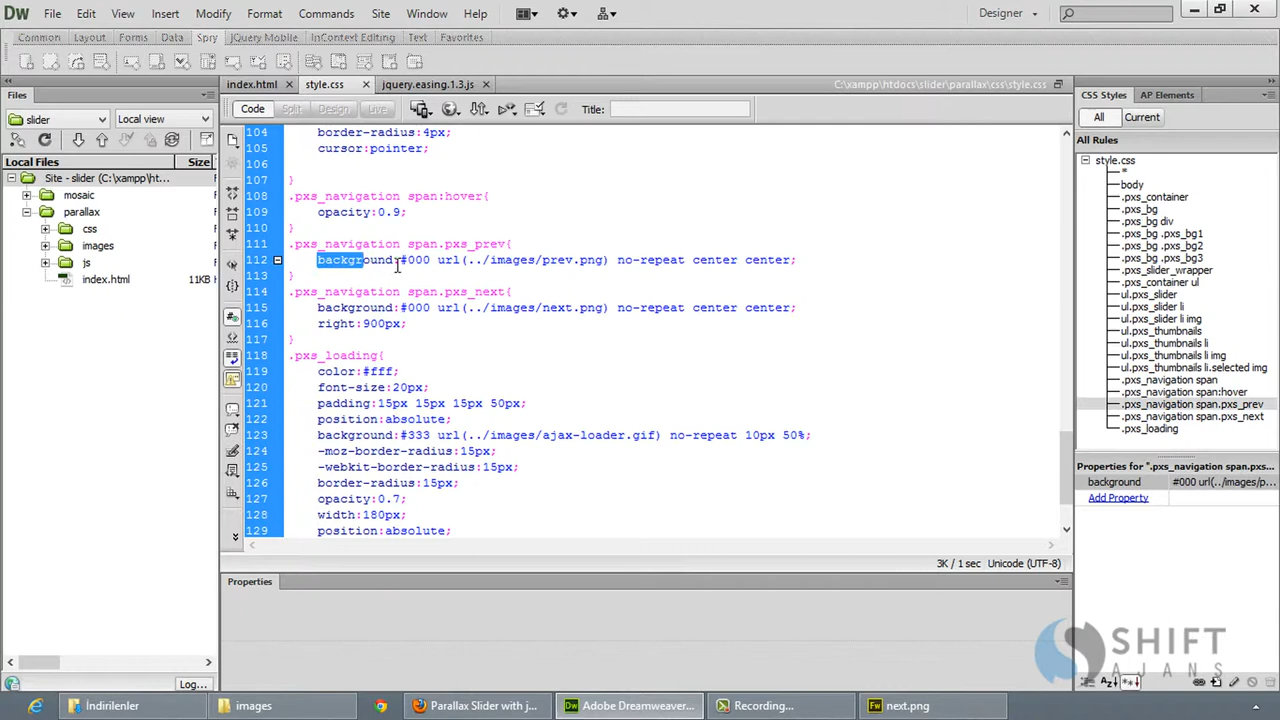 Dw File Edit View Insert Modify Format Commands Site Window Help Designer
Common Layout Forms Data Spry jQuery Mobile InContext Editing Text Favorites
index.html style.css jquery.easing.1.3.js C:\xampp\htdocs\slider\parallax\css\style.css
Code Split Design Live Title:
Files
slider Local view
Local Files Size
Site - slider (C:\xampp\ht... F
mosaic F
parallax F
css F
images F
js F
index.html 11KB F
Log...
104 border-radius:4px;
105 cursor:pointer;
106
107 }
108 .pxs_navigation span:hover{
109 opacity:0.9;
110 }
111 .pxs_navigation span.pxs_prev{
112 background:#000 url(../images/prev.png) no-repeat center center;
113 }
114 .pxs_navigation span.pxs_next{
115 background:#000 url(../images/next.png) no-repeat center center;
116 right:900px;
117 }
118 .pxs_loading{
119 color:#fff;
120 font-size:20px;
121 padding:15px 15px 15px 50px;
122 position:absolute;
123 background:#333 url(../images/ajax-loader.gif) no-repeat 10px 50%;
124 -moz-border-radius:15px;
125 -webkit-border-radius:15px;
126 border-radius:15px;
127 opacity:0.7;
128 width:180px;
129 position:absolute;
3K / 1 sec Unicode (UTF-8)
Properties
CSS Styles AP Elements
All Current
All Rules
style.css
*
body
.pxs_container
.pxs_bg
.pxs_bg div
.pxs_bg .pxs_bg1
.pxs_bg .pxs_bg2
.pxs_slider_wrapper
.pxs_container ul
ul.pxs_slider
ul.pxs_slider li
ul.pxs_slider li img
ul.pxs_thumbnails
ul.pxs_thumbnails li
ul.pxs_thumbnails li img
ul.pxs_thumbnails li.selected img
.pxs_navigation span
.pxs_navigation span:hover
.pxs_navigation span.pxs_prev
.pxs_navigation span.pxs_next
.pxs_loading
Properties for ".pxs_navigation span.pxs...
background #000 url(../images/p...
Add Property
SHIFT
AJANS
İndirilenler images Parallax Slider with j... Adobe Dreamweaver... Recording... next.png